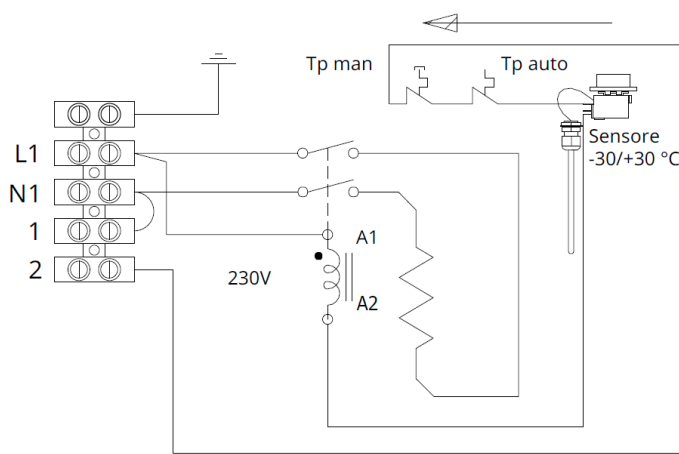 Tp man
Tp auto
Sensore
-30/+30 °C
L1
N1
1
2
A1
230V
A2